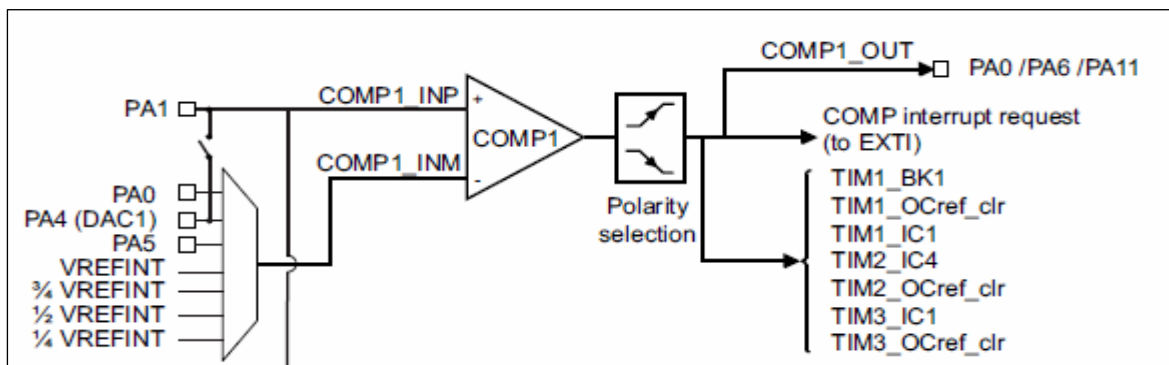 COMP1_OUT
PA0 /PA6 /PA11
PA1
COMP1_INP
+
COMP1
COMP interrupt request
(to EXTI)
COMP1_INM
-
PA0
PA4 (DAC1)
PA5
VREFINT
¾ VREFINT
½ VREFINT
¼ VREFINT
Polarity
selection
TIM1_BK1
TIM1_OCref_clr
TIM1_IC1
TIM2_IC4
TIM2_OCref_clr
TIM3_IC1
TIM3_OCref_clr